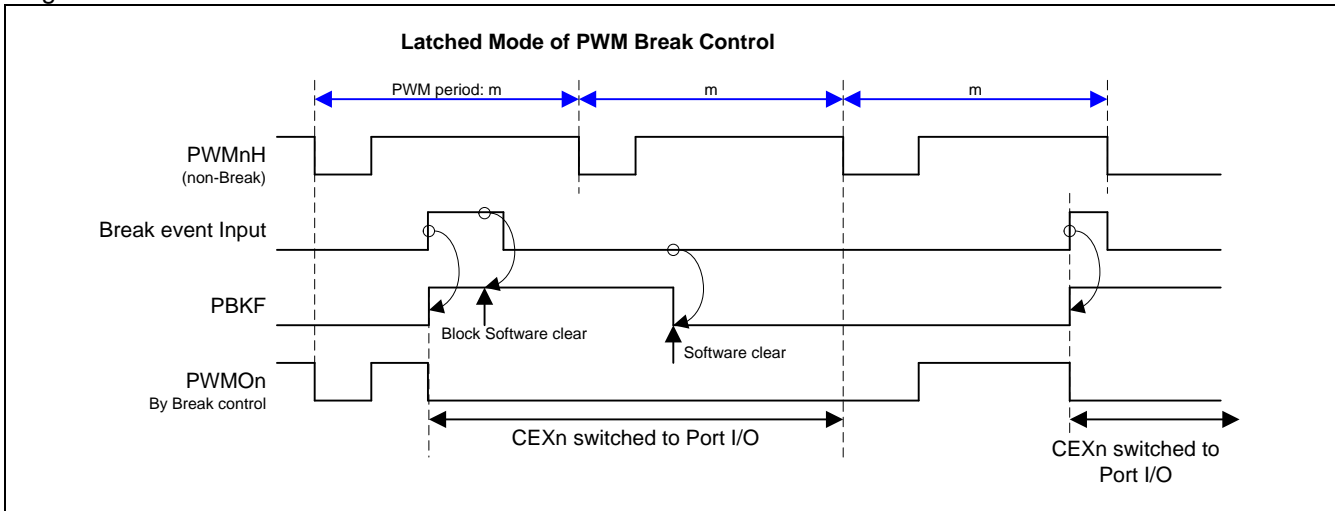 Latched Mode of PWM Break Control
PWM period: m
m
m
PWMnH
(non-Break)
Break event Input
PBKF
Block Software clear
Software clear
PWMOn
By Break control
CEXn switched to Port I/O
CEXn switched to
Port I/O